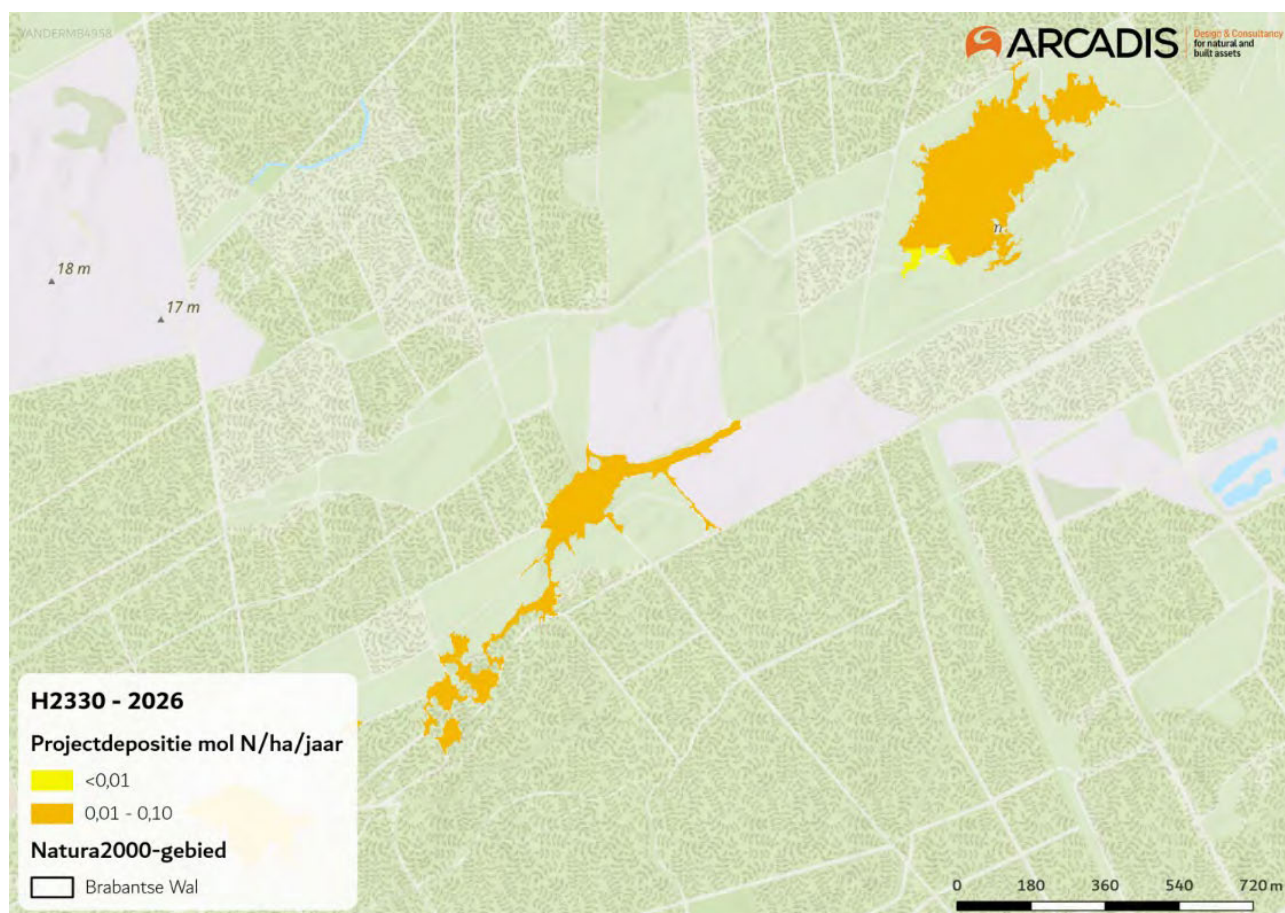 VANDERMB4958
ARCADIS
Design & Consultancy
for natural and
built assets
18 m
17 m
H2330 - 2026
Projectdepositie mol N/ha/jaar
<0,01
0,01 - 0,10
Natura2000-gebied
Brabantse Wal
0 180 360 540 720 m